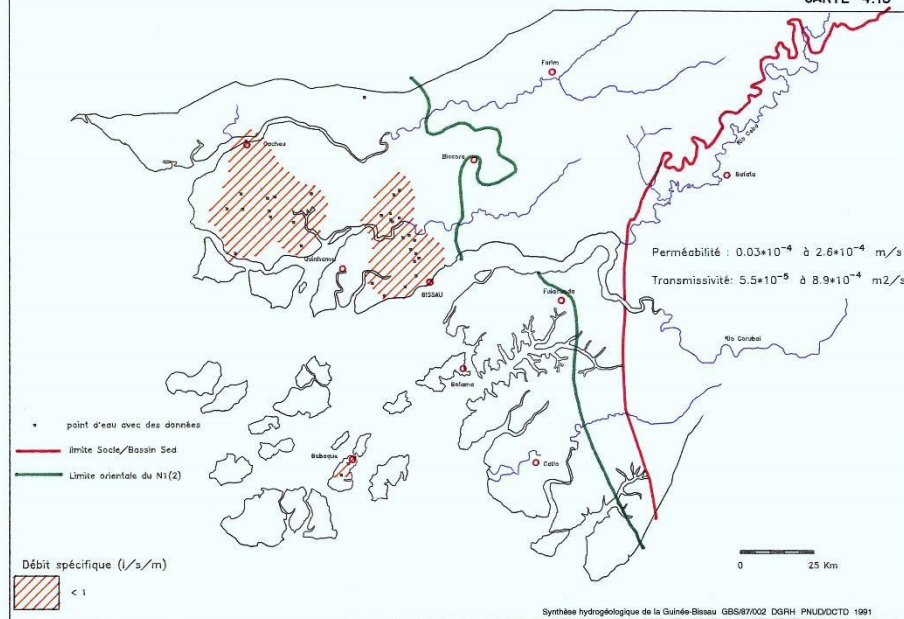 Farim
Cacheu
Bissora
Rio Geba
Bafata
Perméabilité : 0.03*10⁻⁴ à 2.6*10⁻⁴ m/s
Transmissivité: 5.5*10⁻⁵ à 8.9*10⁻⁴ m2/s
Quinhamel
BISSAU
Fulacunda
Rio Corubal
Bolama
point d'eau avec des données
limite Socle/Bassin Sed
Bubaque
Catio
Limite orientale du N1(2)
Débit spécifique (l/s/m)
< 1
0 25 Km
Synthèse hydrogéologique de la Guinée-Bissau GBS/87/002 DGRH PNUD/DCTD 1991